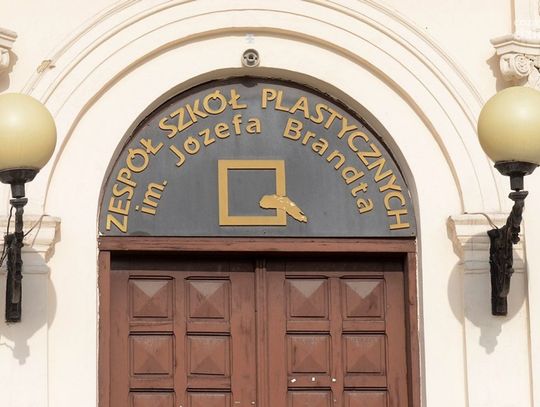 ZESPÓŁ SZKÓŁ PLASTYCZNYCH
im. Józefa Brandta